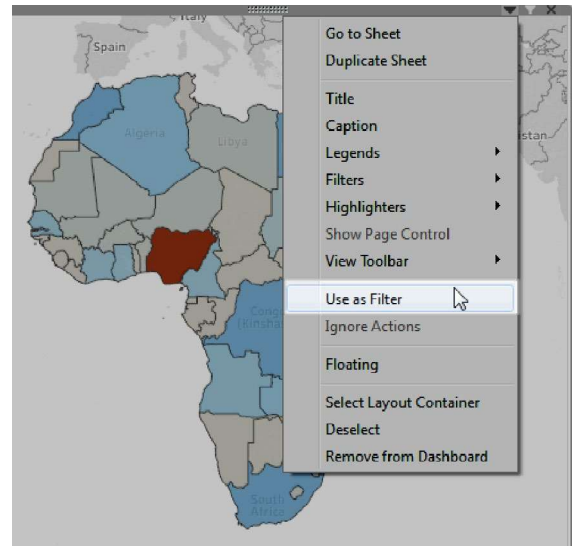 Italy
Spain
Algeria
Libya
stan
Congo
(Kinsha
South
Africa
Go to Sheet
Duplicate Sheet
Title
Caption
Legends
Filters
Highlighters
Show Page Control
View Toolbar
Use as Filter
Ignore Actions
Floating
Select Layout Container
Deselect
Remove from Dashboard